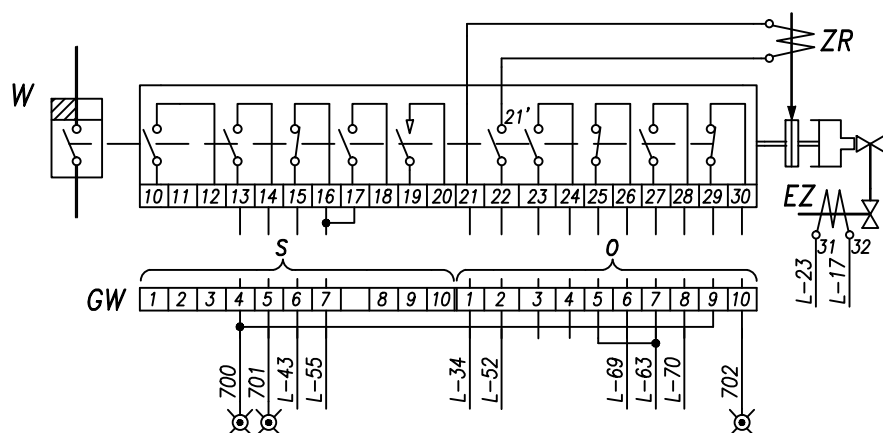 ZR
W
21'
10 11 12 13 14 15 16 17 18 19 20 21 22 23 24 25 26 27 28 29 30
EZ
31 32
S O
L-23 L-17
GW 1 2 3 4 5 6 7 8 9 10 1 2 3 4 5 6 7 8 9 10
700 701 L-43 L-55 L-34 L-52 L-69 L-63 L-70 702